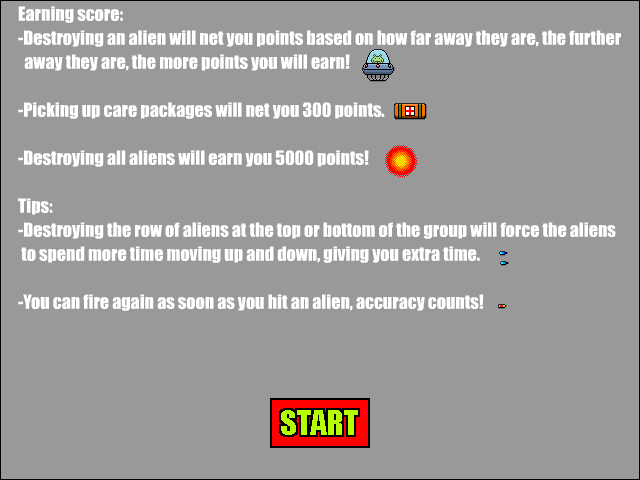 Earning score:
-Destroying an alien will net you points based on how far away they are, the further
away they are, the more points you will earn!
-Picking up care packages will net you 300 points.
-Destroying all aliens will earn you 5000 points!
Tips:
-Destroying the row of aliens at the top or bottom of the group will force the aliens
to spend more time moving up and down, giving you extra time.
-You can fire again as soon as you hit an alien, accuracy counts!
START